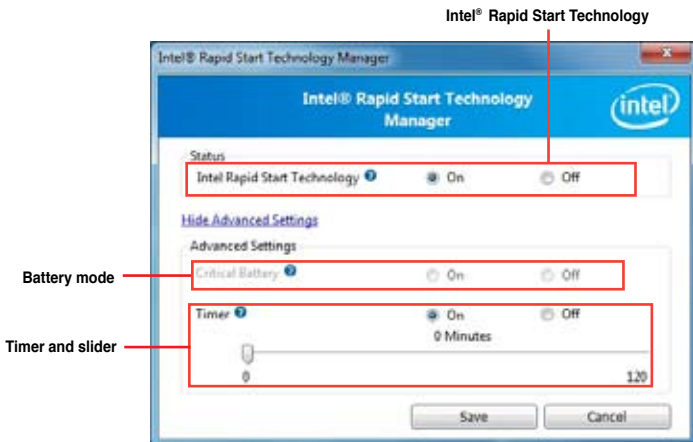 Intel® Rapid Start Technology
Intel® Rapid Start Technology Manager
x
Intel® Rapid Start Technology
Manager
intel
Status
Intel Rapid Start Technology ? On Off
Hide Advanced Settings
Advanced Settings
Battery mode
Critical Battery ? On Off
Timer ? On Off
0 Minutes
Timer and slider
0 120
Save Cancel